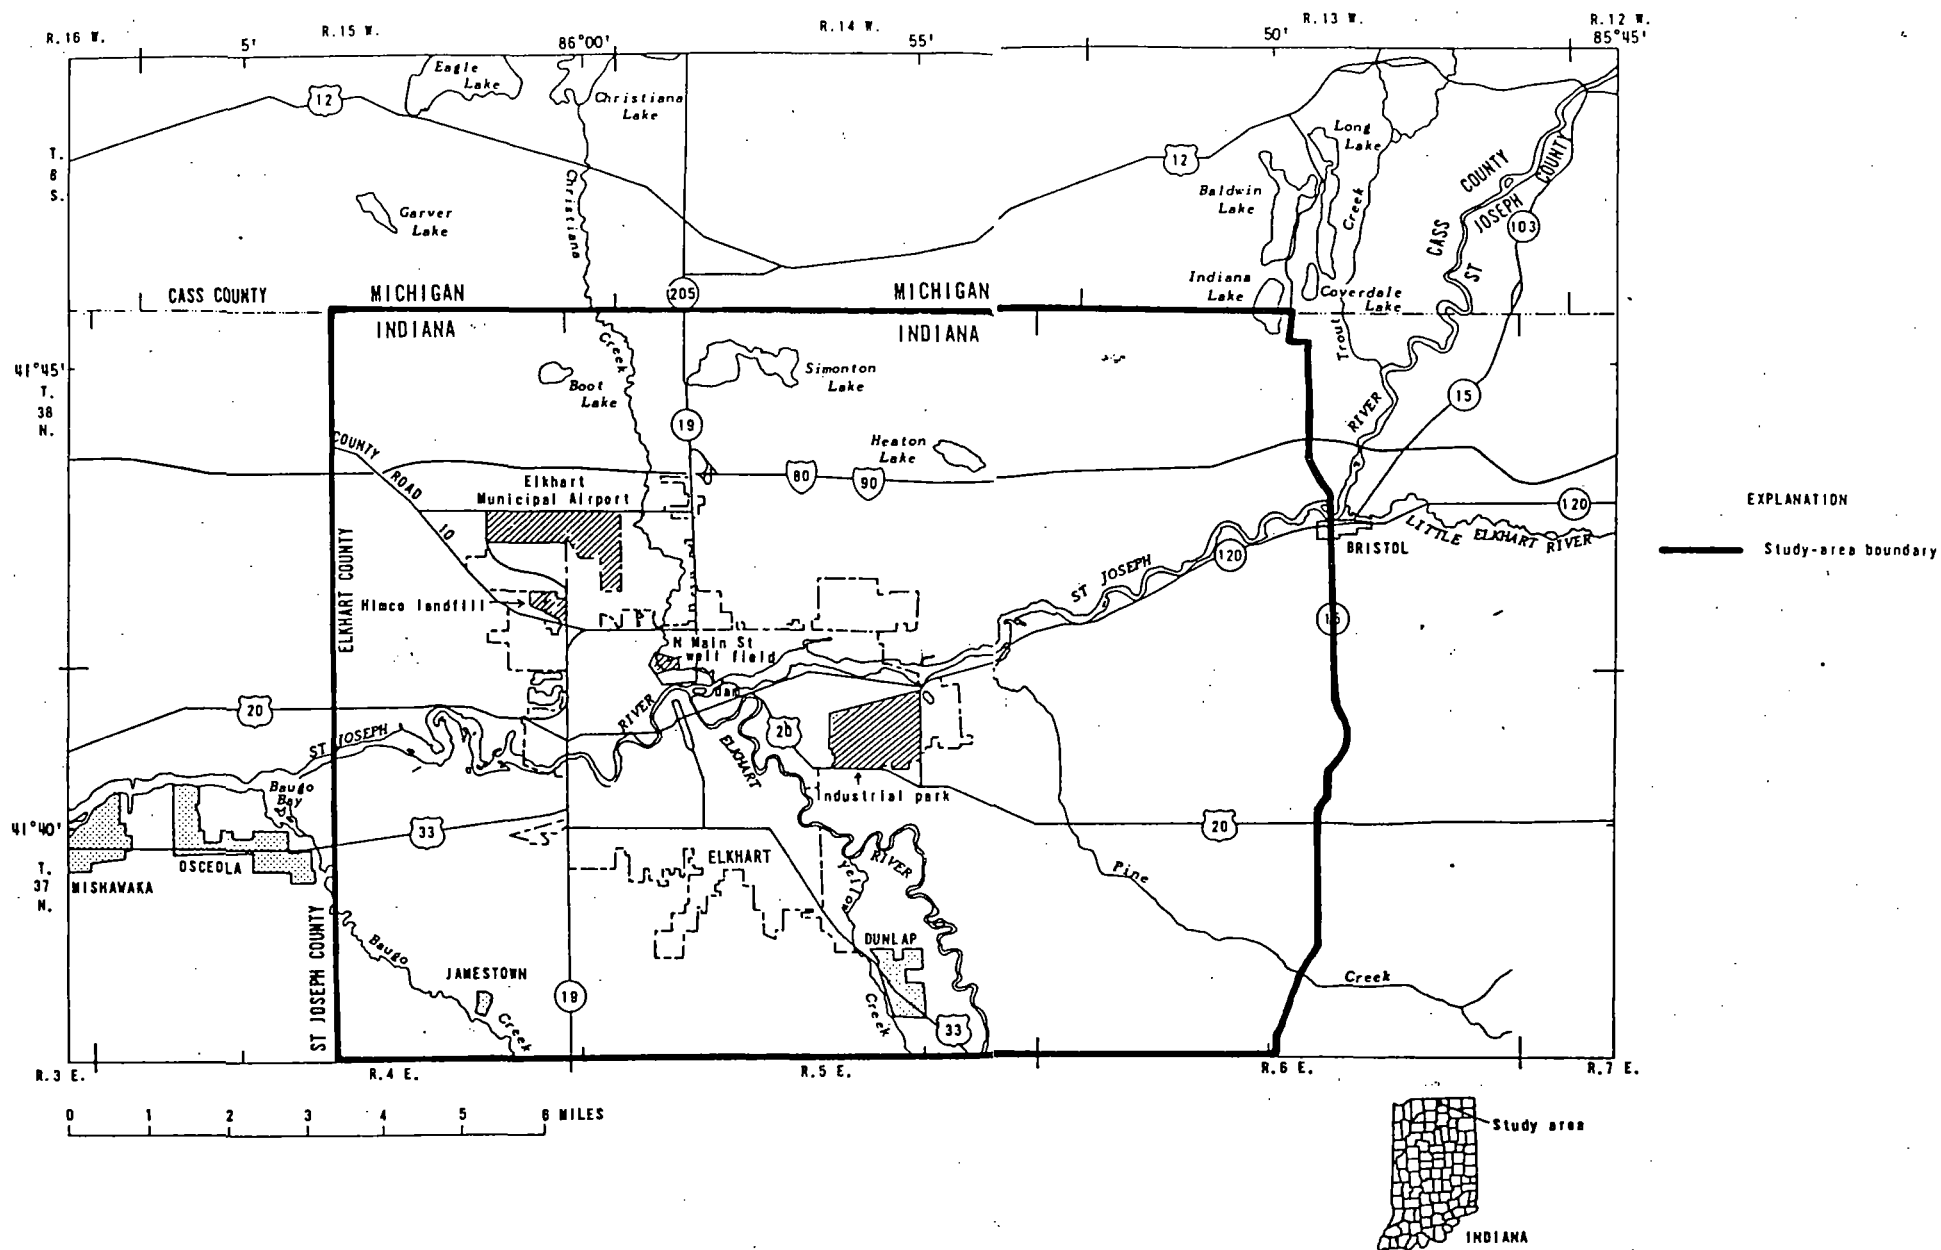 R.16 W.
5'
R.15 W.
86°00'
R.14 W.
55'
50'
R.13 W.
R.12 W.
85°45'
Eagle
Lake
12
Christiana
Lake
T.
8
S.
Garver
Lake
Christiana
12
Long
Lake
Baldwin
Lake
Creek
CASS COUNTY
ST JOSEPH COUNTY
103
Indiana
Lake
Coverdale
Lake
CASS COUNTY
MICHIGAN
INDIANA
205
MICHIGAN
INDIANA
Creek
Trout
41°45'
T.
38
N.
Boot
Lake
Simonton
Lake
19
15
RIVER
Heaton
Lake
COUNTY ROAD 10
Elkhart
Municipal Airport
80
90
120
LITTLE ELKHART RIVER
BRISTOL
120
EXPLANATION
Study-area boundary
ELKHART COUNTY
Himco landfill
ST JOSEPH
15
N Main St
well field
dam
20
ST JOSEPH
RIVER
ELKHART
20
Industrial park
Baugo
Bay
41°40'
33
20
OSCEOLA
MISHAWAKA
T.
37
N.
ELKHART
RIVER
Yellow
Pine
ST JOSEPH COUNTY
Baugo
JAMESTOWN
DUNLAP
Creek
19
Creek
33
Creek
R.3 E.
R.4 E.
R.5 E.
R.6 E.
R.7 E.
0 1 2 3 4 5 6 MILES
Study area
INDIANA